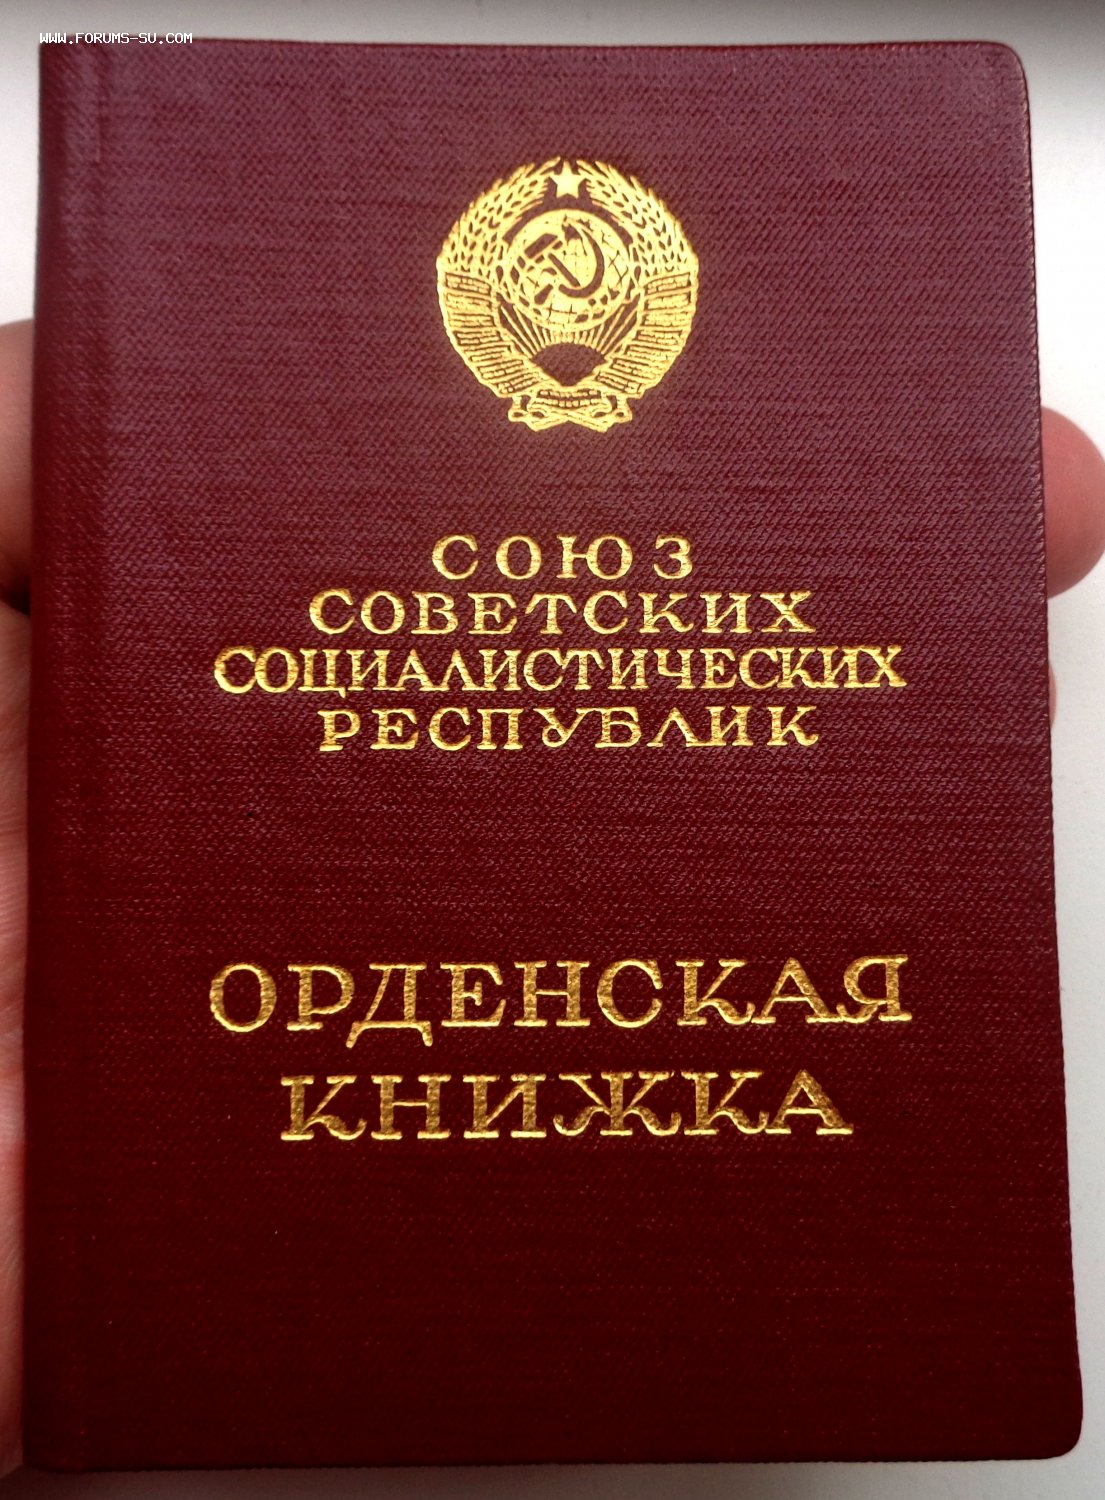 WWW.FORUMS-SU.COM
СОЮЗ
СОВЕТСКИХ
СОЦИАЛИСТИЧЕСКИХ
РЕСПУБЛИК
ОРДЕНСКАЯ
КНИЖКА